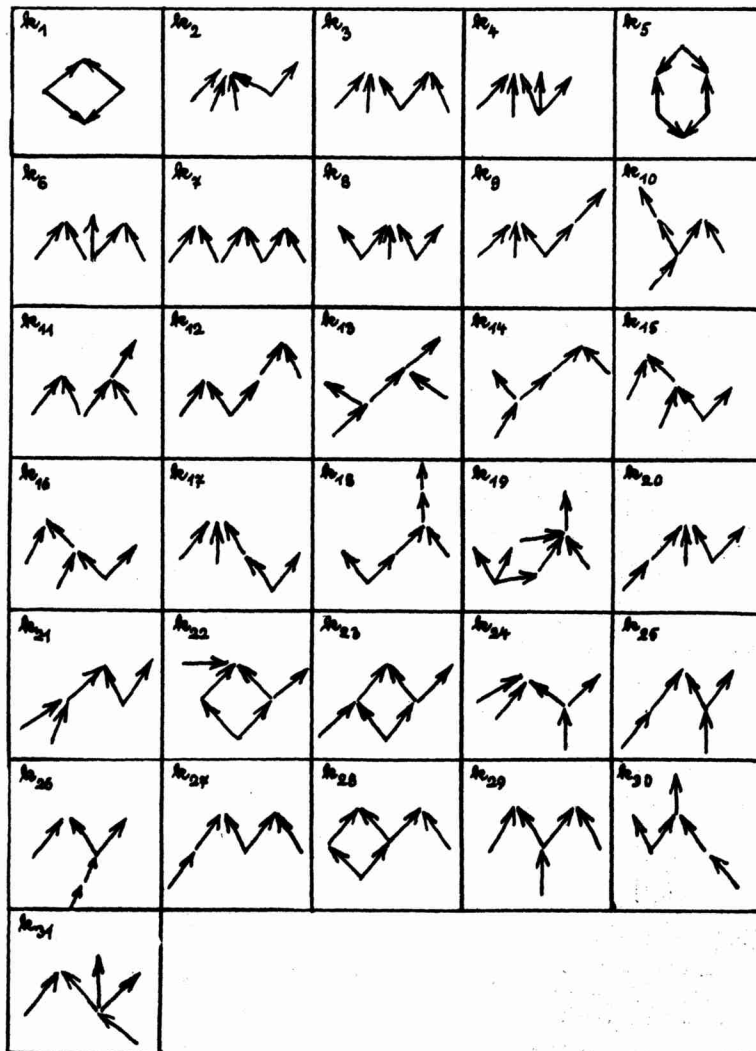 k₁ k₂ k₃ k₄ k₅
k₆ k₇ k₈ k₉ k₁₀
k₁₁ k₁₂ k₁₃ k₁₄ k₁₅
k₁₆ k₁₇ k₁₈ k₁₉ k₂₀
k₂₁ k₂₂ k₂₃ k₂₄ k₂₅
k₂₆ k₂₇ k₂₈ k₂₉ k₃₀
k₃₁